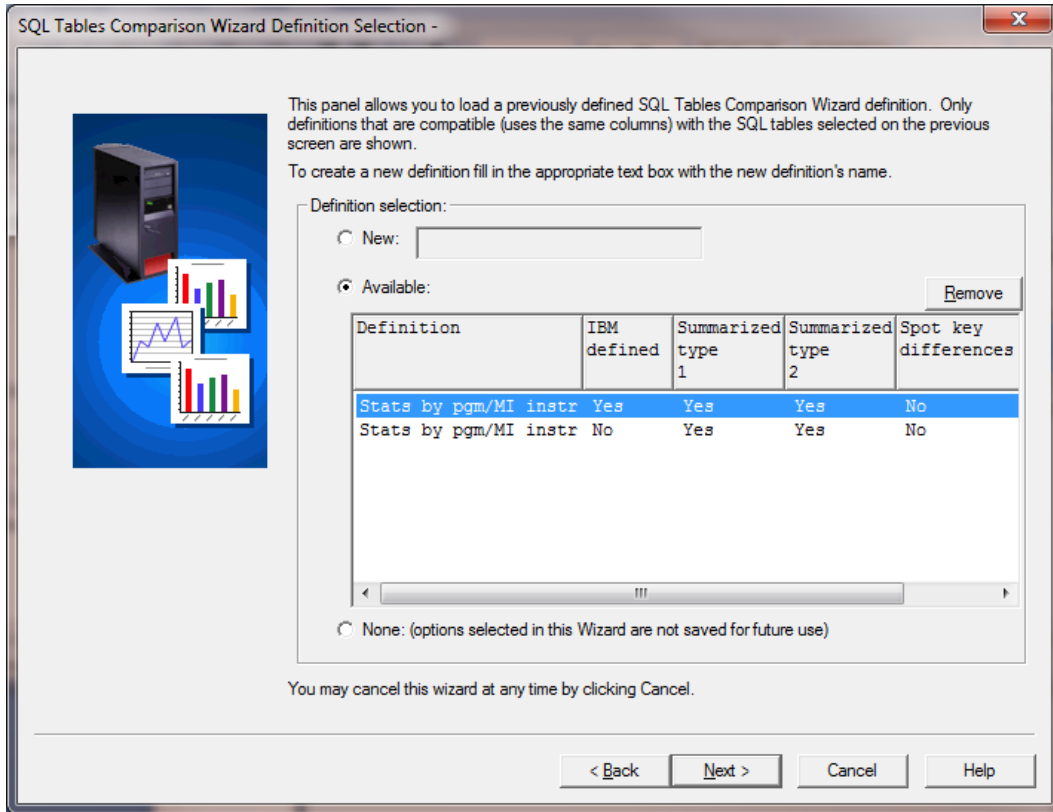 SQL Tables Comparison Wizard Definition Selection -
This panel allows you to load a previously defined SQL Tables Comparison Wizard definition. Only
definitions that are compatible (uses the same columns) with the SQL tables selected on the previous
screen are shown.
To create a new definition fill in the appropriate text box with the new definition's name.
Definition selection:
New:
Available:
Remove
Definition IBM Summarized Summarized Spot key
defined type type differences
1 2
Stats by pgm/MI instr Yes Yes Yes No
Stats by pgm/MI instr No Yes Yes No
None: (options selected in this Wizard are not saved for future use)
You may cancel this wizard at any time by clicking Cancel.
< Back Next > Cancel Help